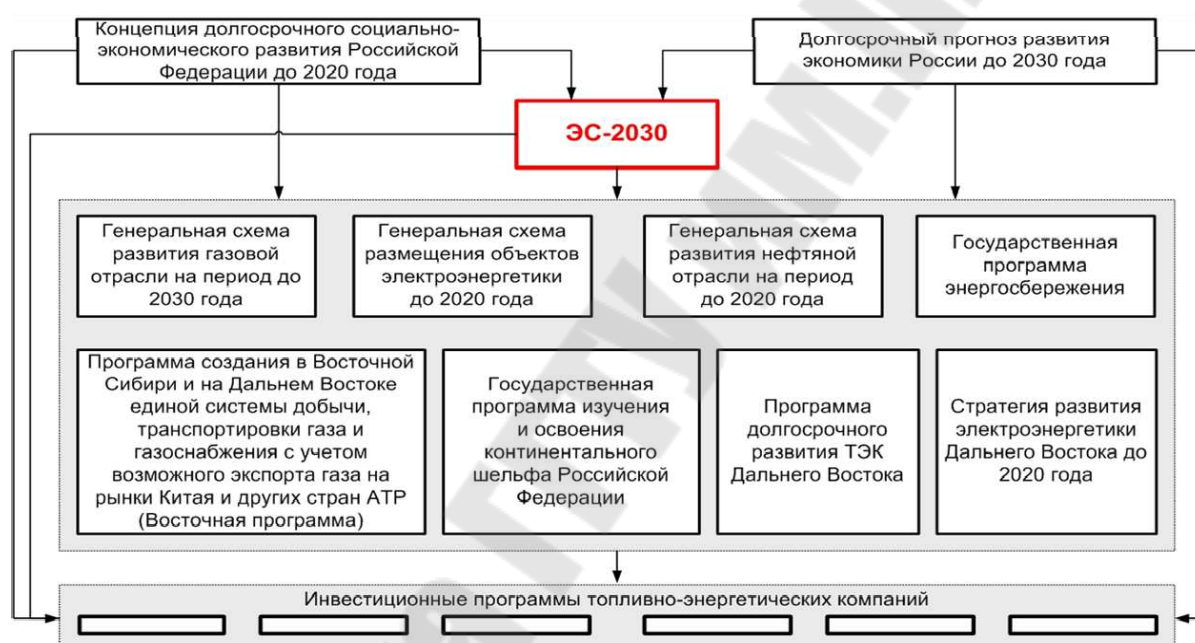 Концепция долгосрочного социально-
экономического развития Российской
Федерации до 2020 года
Долгосрочный прогноз развития
экономики России до 2030 года
ЭС-2030
Генеральная схема
развития газовой
отрасли на период до
2030 года
Генеральная схема
размещения объектов
электроэнергетики
до 2020 года
Генеральная схема
развития нефтяной
отрасли на период
до 2020 года
Государственная
программа
энергосбережения
Программа создания в Восточной
Сибири и на Дальнем Востоке
единой системы добычи,
транспортировки газа и
газоснабжения с учетом
возможного экспорта газа на
рынки Китая и других стран АТР
(Восточная программа)
Государственная
программа изучения
и освоения
континентального
шельфа Российской
Федерации
Программа
долгосрочного
развития ТЭК
Дальнего Востока
Стратегия развития
электроэнергетики
Дальнего Востока до
2020 года
Инвестиционные программы топливно-энергетических компаний